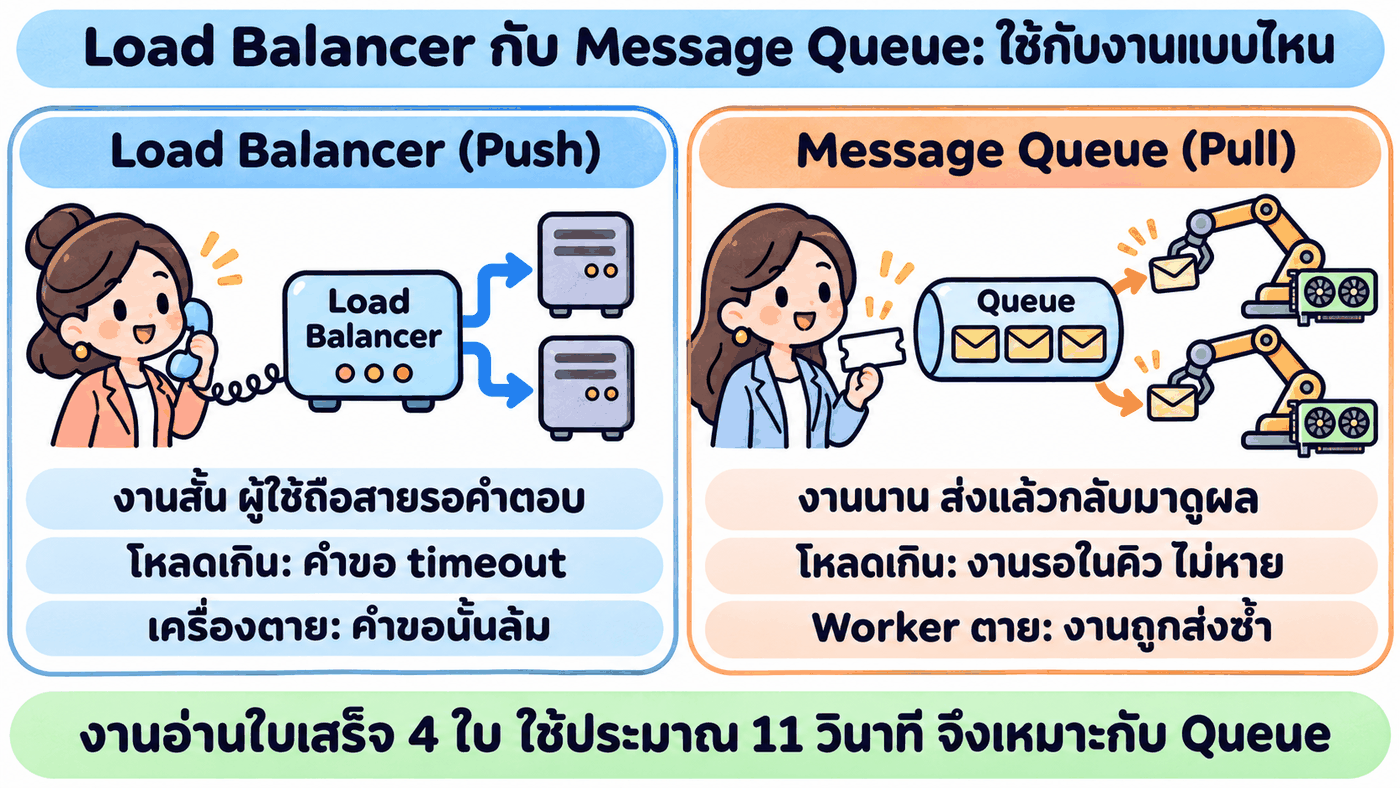 Load Balancer กับ Message Queue: ใช้กับงานแบบไหน
Load Balancer (Push)
Load
Balancer
งานสั้น ผู้ใช้ถือสายรอคำตอบ
โหลดเกิน: คำขอ timeout
เครื่องตาย: คำขอนั้นล้ม
Message Queue (Pull)
Queue
งานนาน ส่งแล้วกลับมาดูผล
โหลดเกิน: งานรอในคิว ไม่หาย
Worker ตาย: งานถูกส่งซ้ำ
งานอ่านใบเสร็จ 4 ใบ ใช้ประมาณ 11 วินาที จึงเหมาะกับ Queue